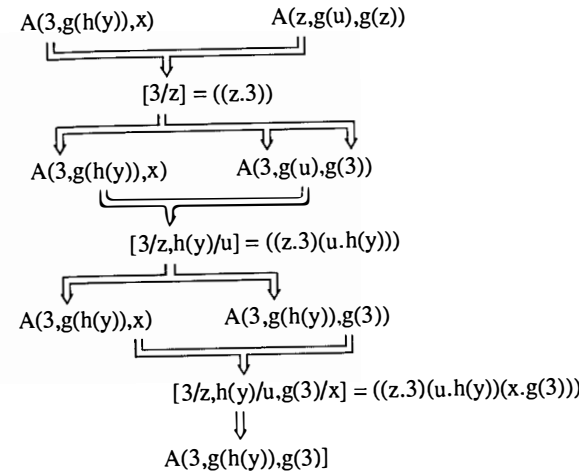 A(3,g(h(y)),x) A(z,g(u),g(z))
[3/z] = ((z.3))
A(3,g(h(y)),x) A(3,g(u),g(3))
[3/z,h(y)/u] = ((z.3)(u.h(y)))
A(3,g(h(y)),x) A(3,g(h(y)),g(3))
[3/z,h(y)/u,g(3)/x] = ((z.3)(u.h(y))(x.g(3)))
A(3,g(h(y)),g(3)]